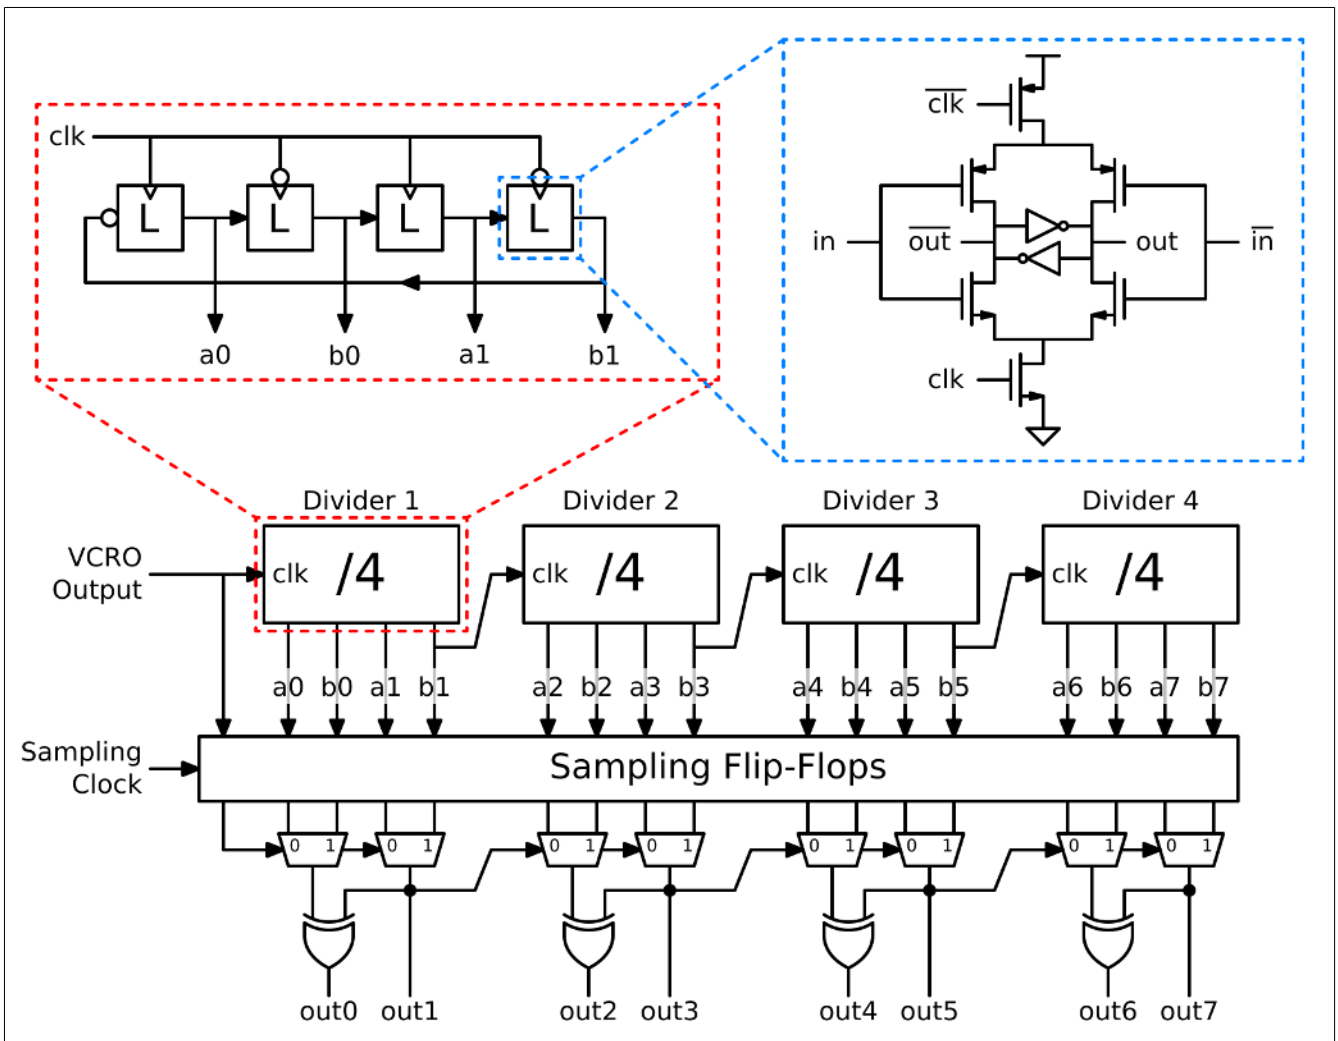 clk
L
L
L
L
a0
b0
a1
b1
clk
in
out
out
in
clk
Divider 1
Divider 2
Divider 3
Divider 4
VCRO
Output
clk /4
clk /4
clk /4
clk /4
a0 b0 a1 b1
a2 b2 a3 b3
a4 b4 a5 b5
a6 b6 a7 b7
Sampling
Clock
Sampling Flip-Flops
0 1
0 1
0 1
0 1
0 1
0 1
0 1
0 1
out0
out1
out2
out3
out4
out5
out6
out7